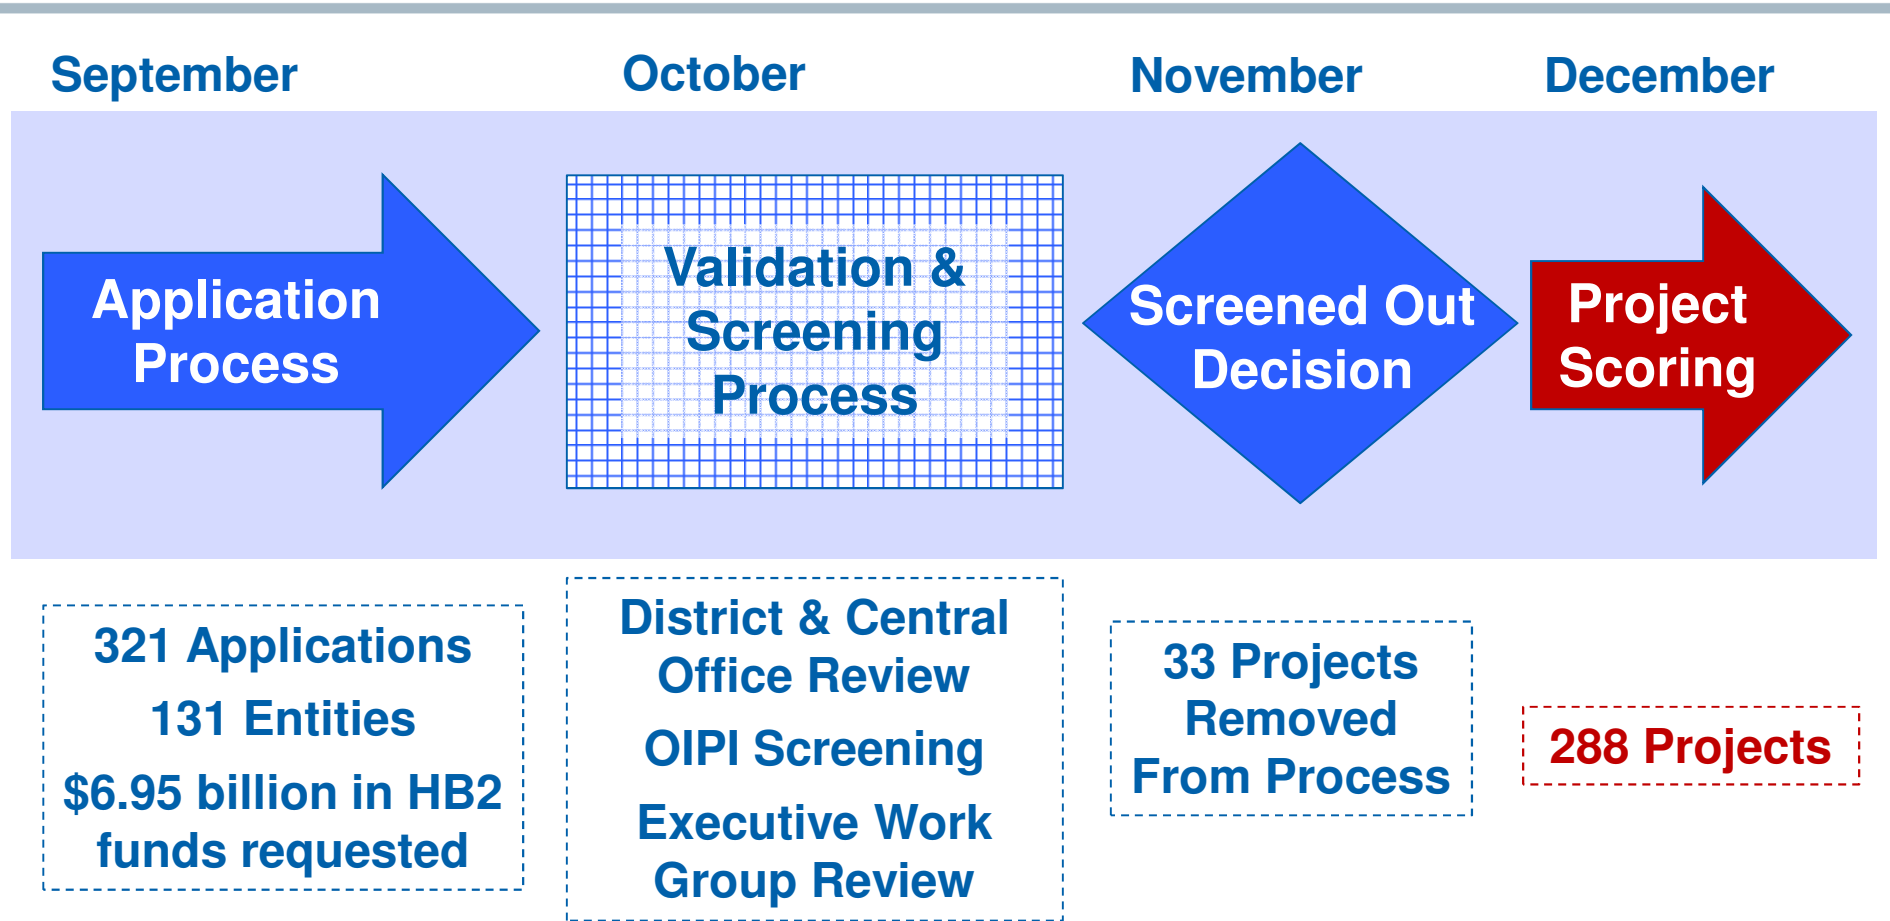 September
October
November
December
Application
Process
Validation &
Screening
Process
Screened Out
Decision
Project
Scoring
321 Applications
131 Entities
$6.95 billion in HB2
funds requested
District & Central
Office Review
OIPI Screening
Executive Work
Group Review
33 Projects
Removed
From Process
288 Projects